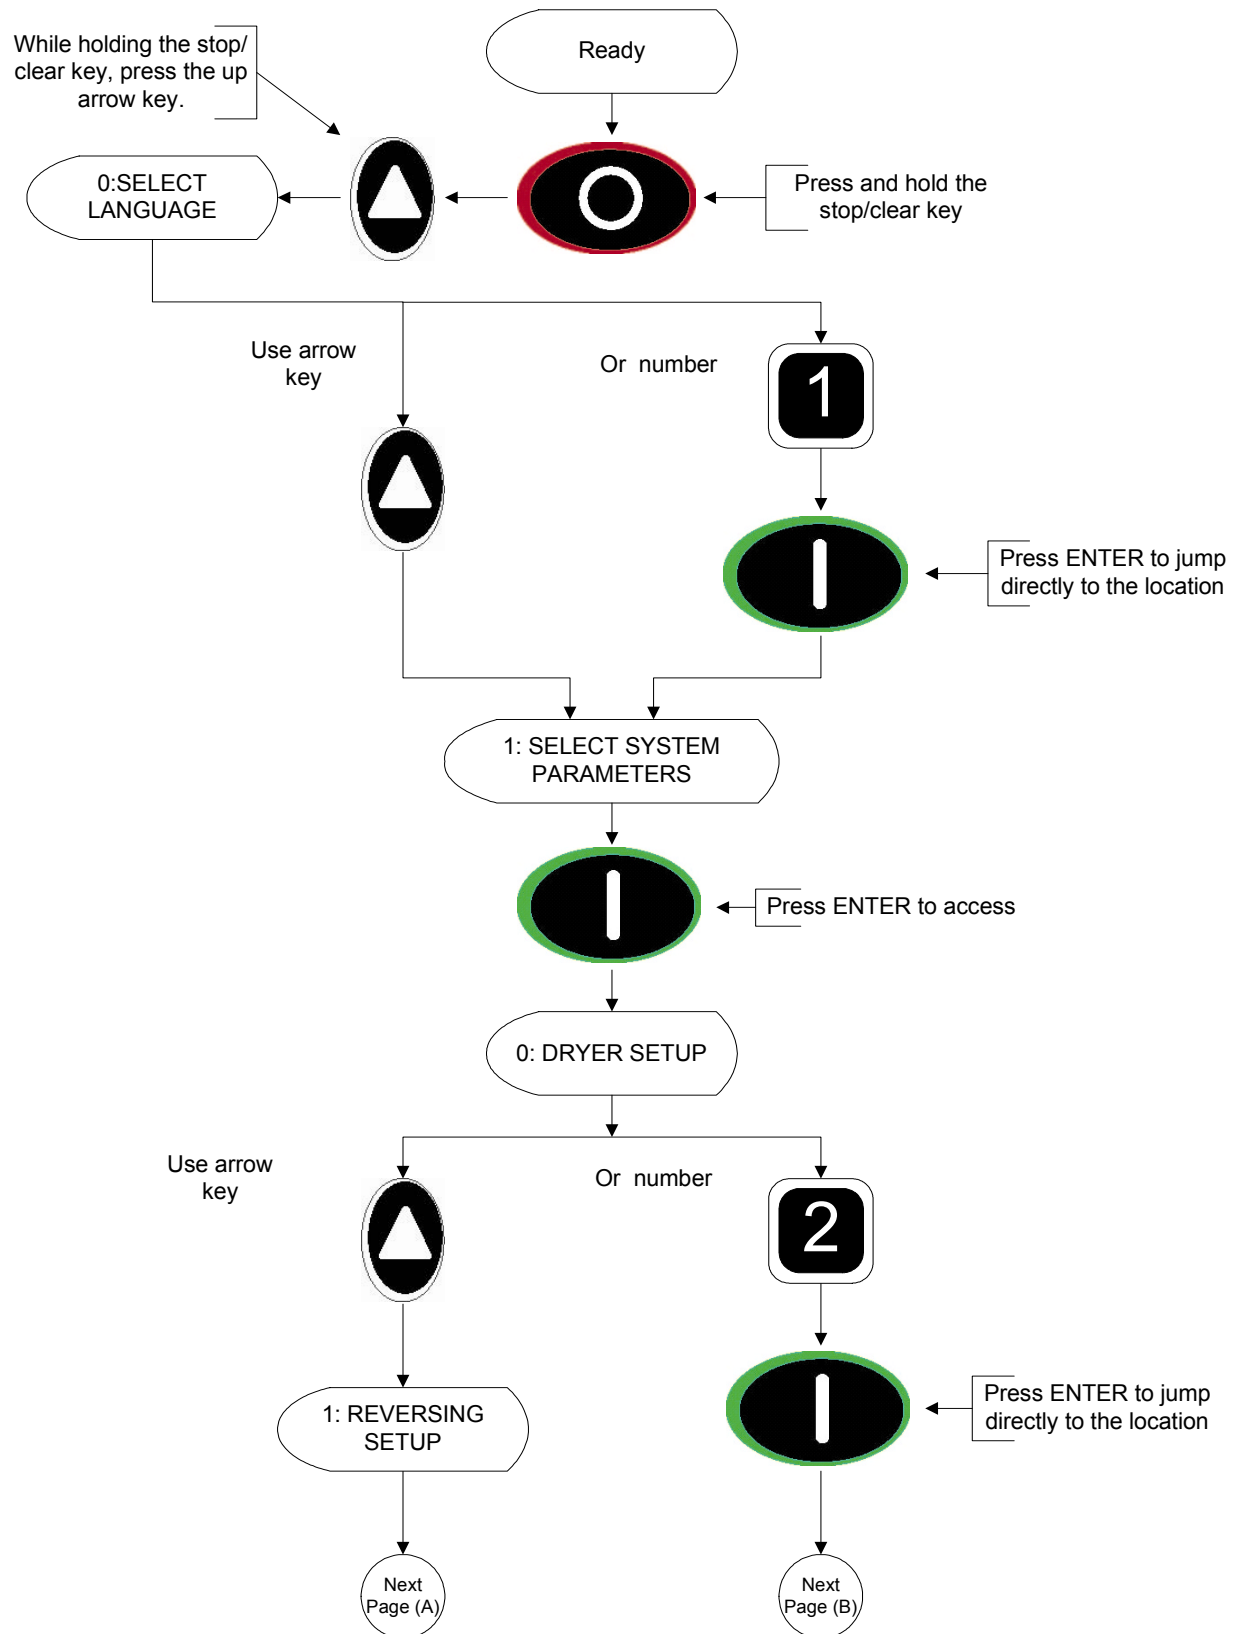 While holding the stop/
clear key, press the up
arrow key.
Ready
0:SELECT
LANGUAGE
Press and hold the
stop/clear key
Use arrow
key
Or number
1
Press ENTER to jump
directly to the location
1: SELECT SYSTEM
PARAMETERS
Press ENTER to access
0: DRYER SETUP
Use arrow
key
Or number
2
1: REVERSING
SETUP
Press ENTER to jump
directly to the location
Next
Page (A)
Next
Page (B)